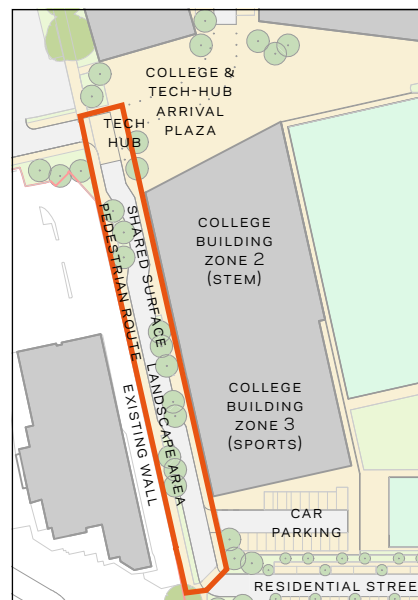 COLLEGE &
TECH-HUB
ARRIVAL
PLAZA
TECH
HUB
COLLEGE
BUILDING
ZONE 2
(STEM)
PEDESTRIAN ROUTE
SHARED SURFACE
LANDSCAPE AREA
EXISTING WALL
COLLEGE
BUILDING
ZONE 3
(SPORTS)
CAR
PARKING
RESIDENTIAL STREE